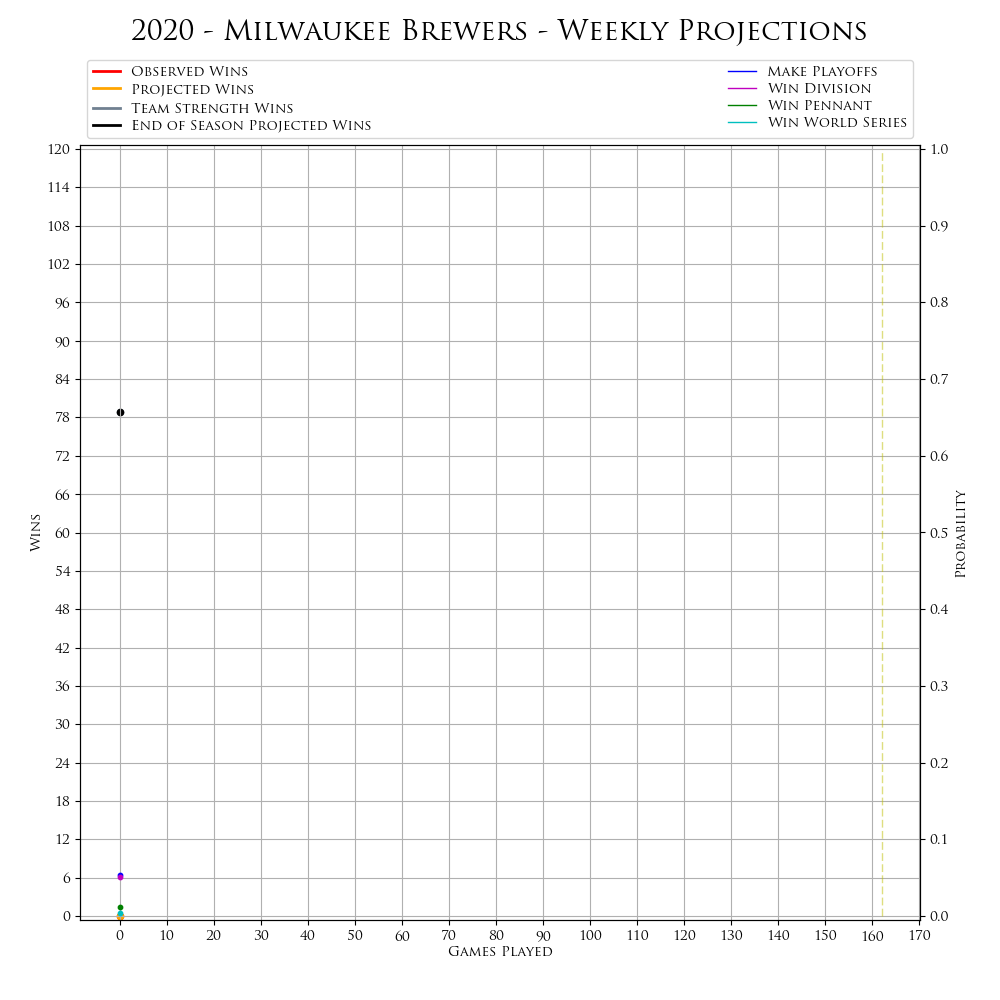 2020 - Milwaukee Brewers - Weekly Projections
Observed Wins
Projected Wins
Team Strength Wins
End of Season Projected Wins
Make Playoffs
Win Division
Win Pennant
Win World Series
120
114
108
102
96
90
84
78
72
66
60
54
48
42
36
30
24
18
12
6
0
Wins
1.0
0.9
0.8
0.7
0.6
0.5
0.4
0.3
0.2
0.1
0.0
Probability
0 10 20 30 40 50 60 70 80 90 100 110 120 130 140 150 160 170
Games Played